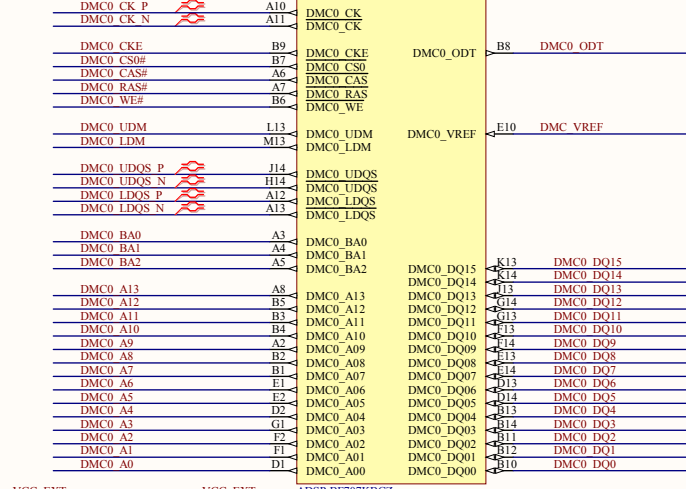 DMC0_CK_P A10 DMC0_CK
DMC0_CK_N A11 DMC0_CK
DMC0_CKE B9 DMC0_CKE DMC0_ODT B8 DMC0_ODT
DMC0_CS0# B7 DMC0_CS0
DMC0_CAS# A6 DMC0_CAS
DMC0_RAS# A7 DMC0_RAS
DMC0_WE# B6 DMC0_WE
DMC0_UDM L13 DMC0_UDM DMC0_VREF E10 DMC_VREF
DMC0_LDM M13 DMC0_LDM
DMC0_UDQS_P J14 DMC0_UDQS
DMC0_UDQS_N H14 DMC0_UDQS
DMC0_LDQS_P A12 DMC0_LDQS
DMC0_LDQS_N A13 DMC0_LDQS
DMC0_BA0 A3 DMC0_BA0
DMC0_BA1 A4 DMC0_BA1
DMC0_BA2 A5 DMC0_BA2 DMC0_DQ15 K13 DMC0_DQ15
DMC0_DQ14 K14 DMC0_DQ14
DMC0_A13 A8 DMC0_A13 DMC0_DQ13 J13 DMC0_DQ13
DMC0_A12 B5 DMC0_A12 DMC0_DQ12 G14 DMC0_DQ12
DMC0_A11 B3 DMC0_A11 DMC0_DQ11 G13 DMC0_DQ11
DMC0_A10 B4 DMC0_A10 DMC0_DQ10 F13 DMC0_DQ10
DMC0_A9 A2 DMC0_A09 DMC0_DQ09 F14 DMC0_DQ9
DMC0_A8 B2 DMC0_A08 DMC0_DQ08 E13 DMC0_DQ8
DMC0_A7 B1 DMC0_A07 DMC0_DQ07 E14 DMC0_DQ7
DMC0_A6 E1 DMC0_A06 DMC0_DQ06 D13 DMC0_DQ6
DMC0_A5 E2 DMC0_A05 DMC0_DQ05 D14 DMC0_DQ5
DMC0_A4 D2 DMC0_A04 DMC0_DQ04 B13 DMC0_DQ4
DMC0_A3 G1 DMC0_A03 DMC0_DQ03 B14 DMC0_DQ3
DMC0_A2 F2 DMC0_A02 DMC0_DQ02 B11 DMC0_DQ2
DMC0_A1 F1 DMC0_A01 DMC0_DQ01 B12 DMC0_DQ1
DMC0_A0 D1 DMC0_A00 DMC0_DQ00 B10 DMC0_DQ0